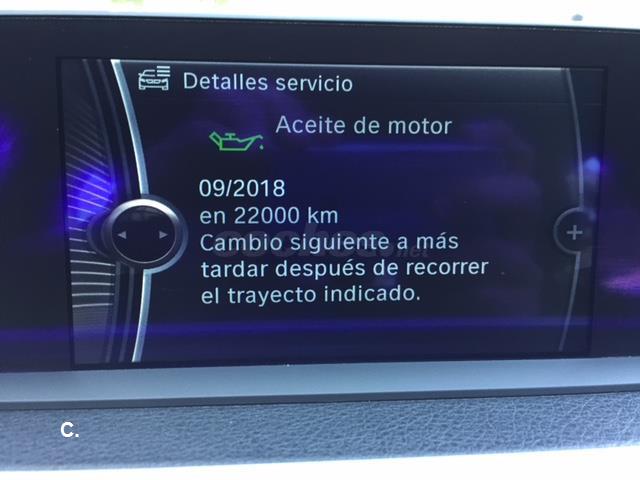 Detalles servicio
Aceite de motor
09/2018
en 22000 km
Cambio siguiente a más
tardar después de recorrer
el trayecto indicado.
C.